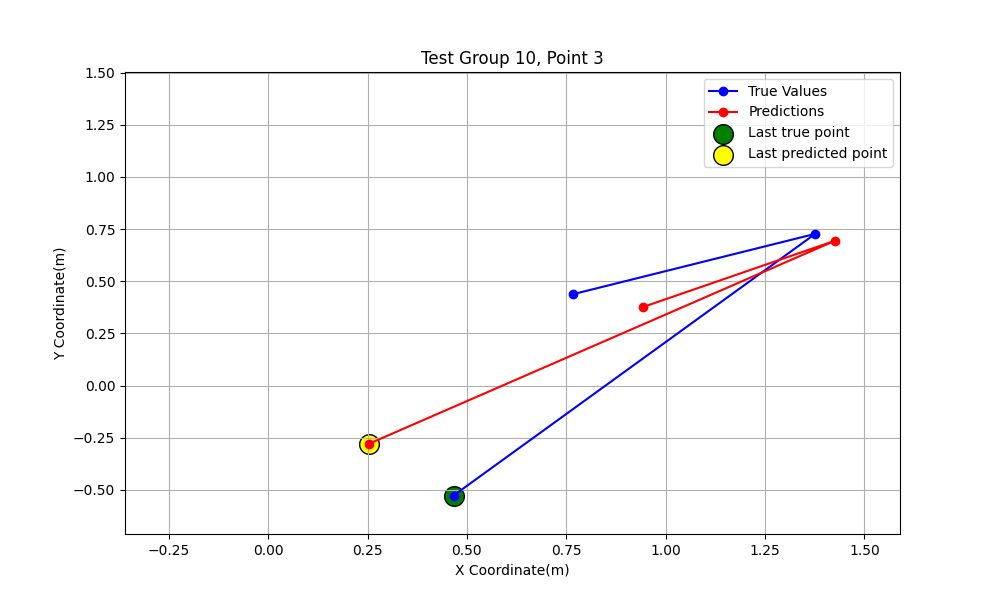 Test Group 10, Point 3
True Values
Predictions
Last true point
Last predicted point
1.50
1.25
1.00
0.75
0.50
0.25
0.00
−0.25
−0.50
Y Coordinate(m)
−0.25
0.00
0.25
0.50
0.75
1.00
1.25
1.50
X Coordinate(m)